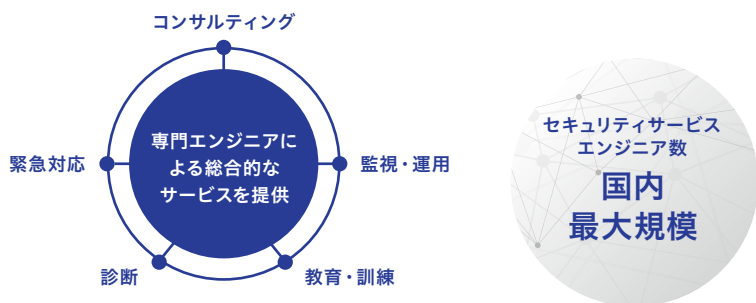 コンサルティング
専門エンジニアに
よる総合的な
サービスを提供
緊急対応
監視・運用
診断
教育・訓練
セキュリティサービス
エンジニア数
国内
最大規模